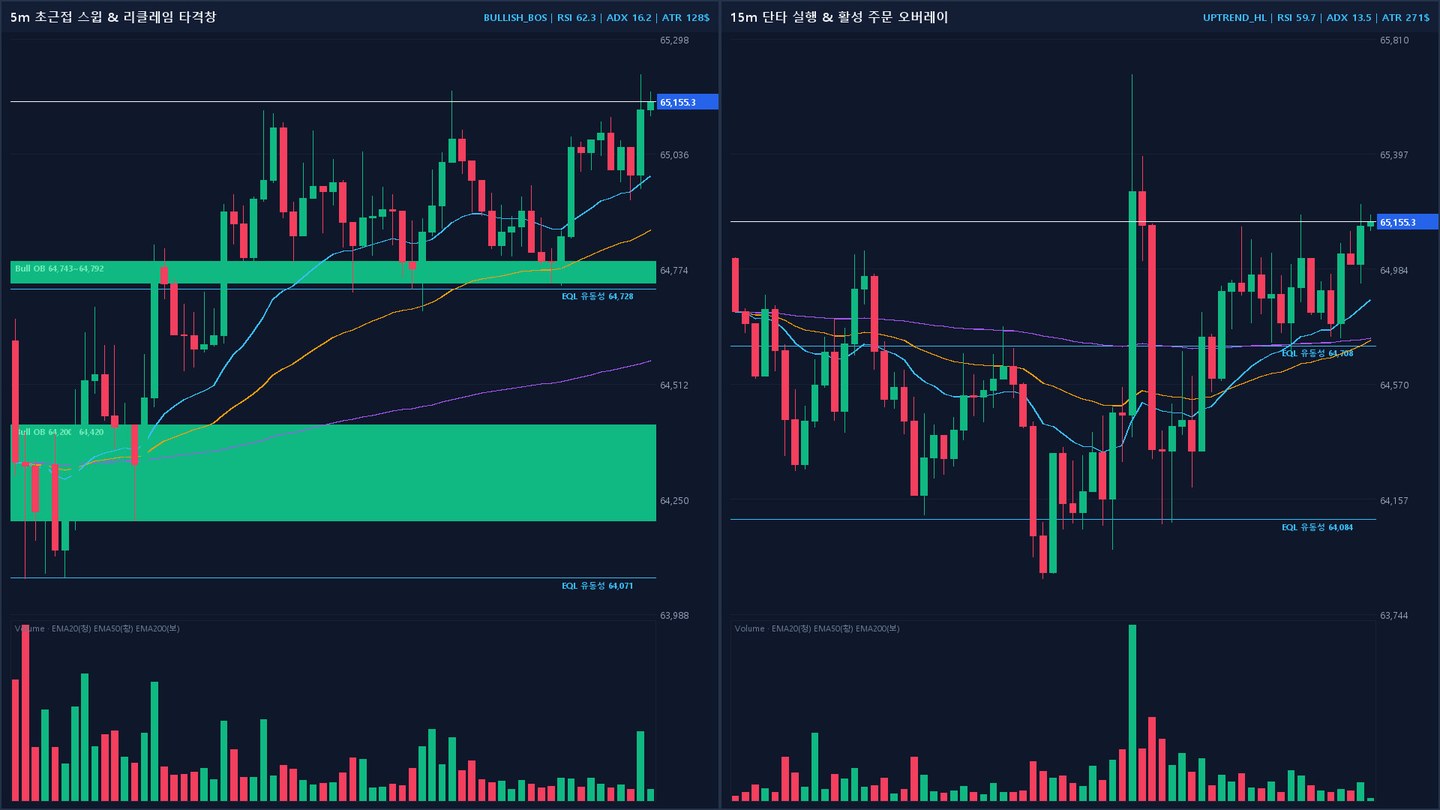 5m 초근접 스윕 & 리클레임 타격창
BULLISH_BOS | RSI 62.3 | ADX 16.2 | ATR 128$
65,298
65,155.3
65,036
Bull OB 64,743–64,792
64,774
EQL 유동성 64,728
64,512
Bull OB 64,20 64,420
64,250
EQL 유동성 64,071
63,988
Volume · EMA20(청) EMA50(황) EMA200(보)
15m 단타 실행 & 활성 주문 오버레이
UPTREND_HL | RSI 59.7 | ADX 13.5 | ATR 271$
65,810
65,397
65,155.3
64,984
EQL 유동성 64,708
64,570
64,157
EQL 유동성 64,084
63,744
Volume · EMA20(청) EMA50(황) EMA200(보)